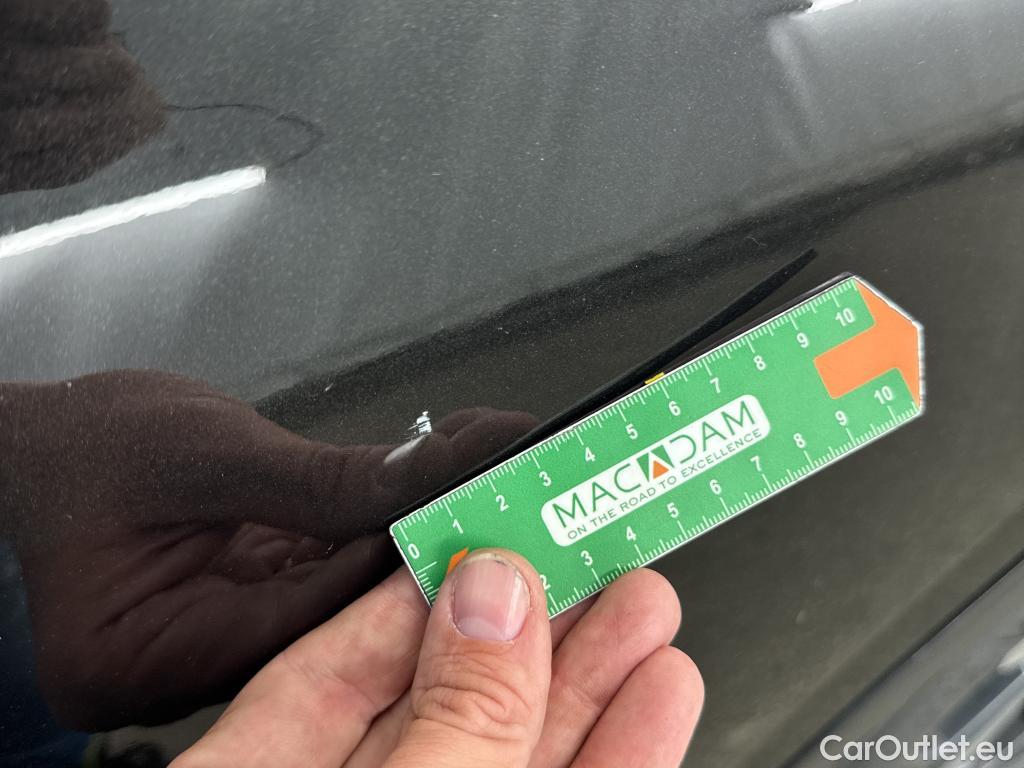 0 1 2 3 4 5 6 7 8 9 10
MACADAM
ON THE ROAD TO EXCELLENCE
2 3 4 5 6 7 8 9 10
CarOutlet.eu